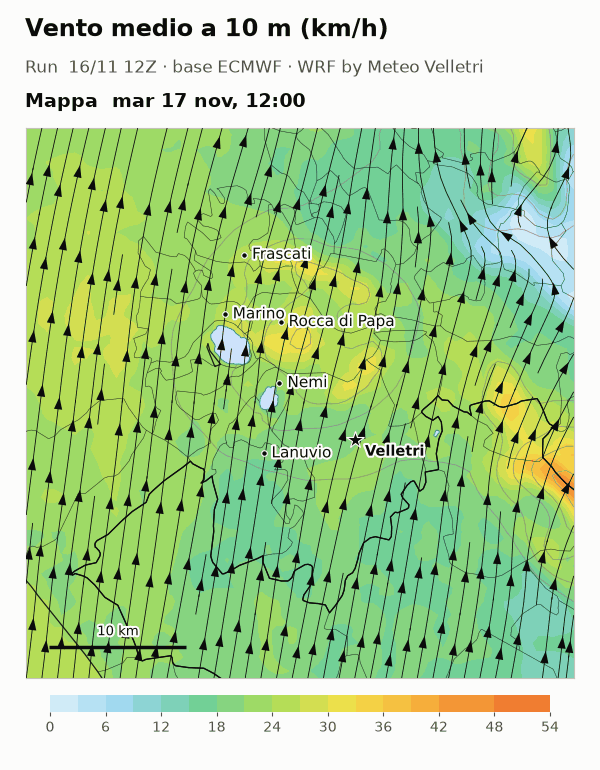 Vento medio a 10 m (km/h)
Run  16/11 12Z · base ECMWF · WRF by Meteo Velletri
Mappa  mar 17 nov, 12:00
Frascati
Marino
Rocca di Papa
Nemi
Velletri
Lanuvio
10 km
0 6 12 18 24 30 36 42 48 54